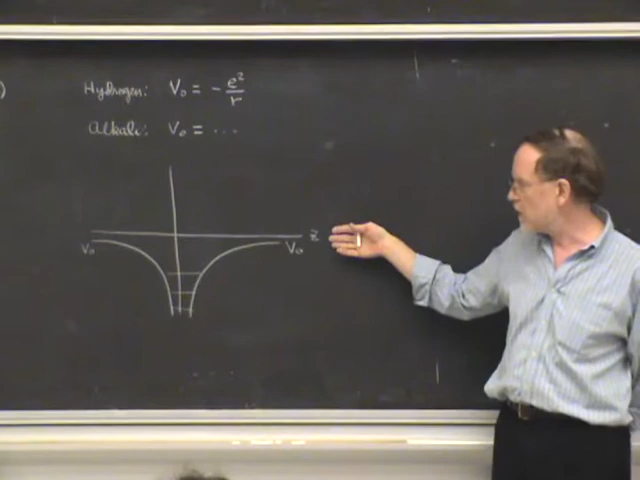 )
Hydrogen: V₀ = - e²/r
Alkali: V₀ = ...
z
V₀ V₀